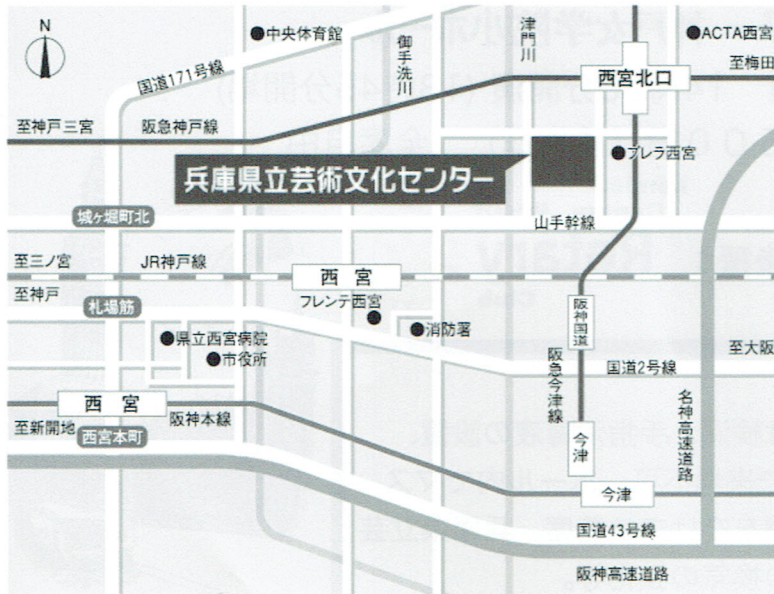 N
中央体育館
国道171号線
御手洗川
津門川
ACTA西宮
西宮北口
至梅田
至神戸三宮
阪急神戸線
プレラ西宮
兵庫県立芸術文化センター
城ヶ堀町北
山手幹線
至三ノ宮
JR神戸線
西宮
至神戸
フレンテ西宮
札場筋
阪神国道
県立西宮病院
消防署
市役所
至大阪
国道2号線
阪急今津線
名神高速道路
西宮
至新開地
阪神本線
西宮本町
今津
今津
国道43号線
阪神高速道路